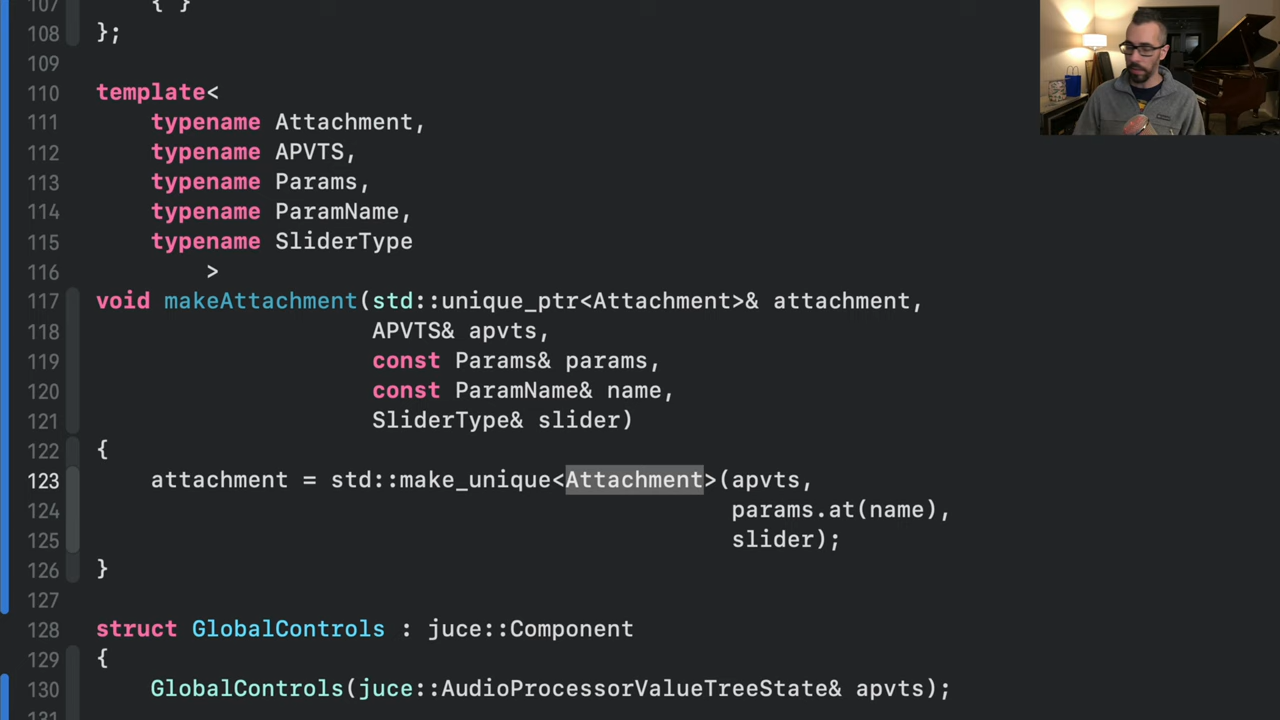 107 { }
108 };
109
110 template<
111 typename Attachment,
112 typename APVTS,
113 typename Params,
114 typename ParamName,
115 typename SliderType
116 >
117 void makeAttachment(std::unique_ptr<Attachment>& attachment,
118 APVTS& apvts,
119 const Params& params,
120 const ParamName& name,
121 SliderType& slider)
122 {
123 attachment = std::make_unique<Attachment>(apvts,
124 params.at(name),
125 slider);
126 }
127
128 struct GlobalControls : juce::Component
129 {
130 GlobalControls(juce::AudioProcessorValueTreeState& apvts);
131